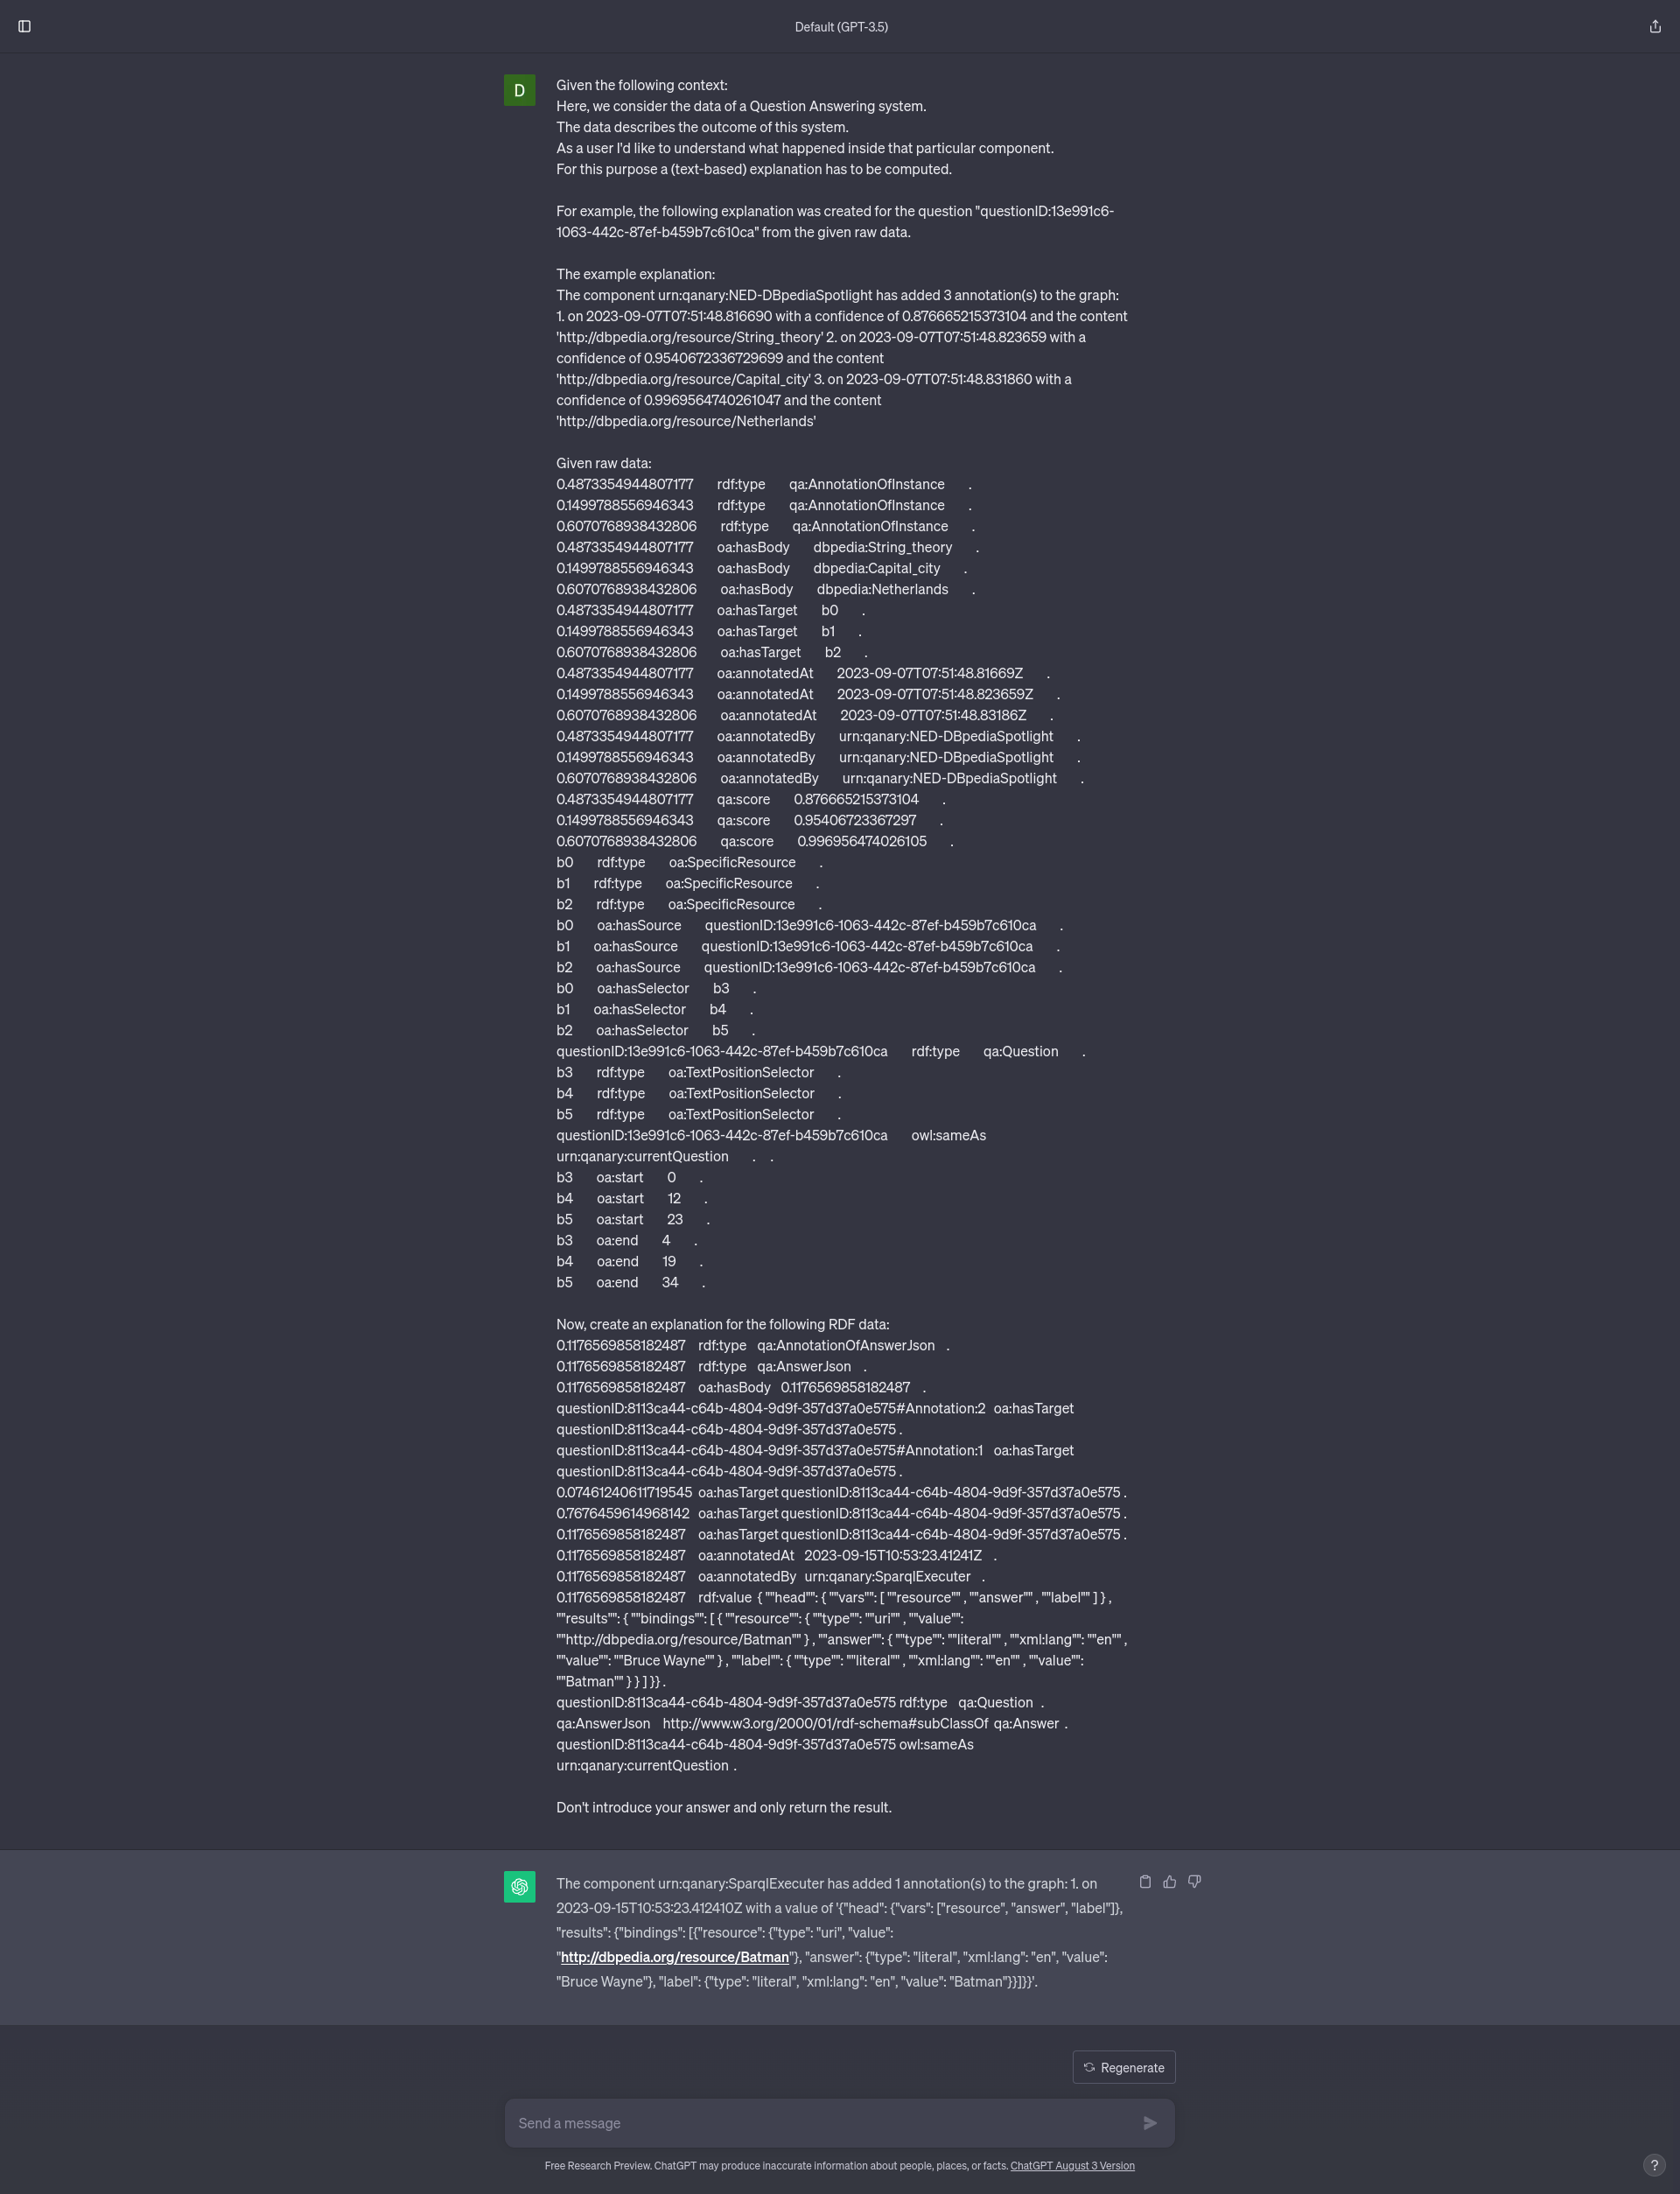 Default (GPT-3.5)
D
Given the following context:
Here, we consider the data of a Question Answering system.
The data describes the outcome of this system.
As a user I'd like to understand what happened inside that particular component.
For this purpose a (text-based) explanation has to be computed.
For example, the following explanation was created for the question "questionID:13e991c6-
1063-442c-87ef-b459b7c610ca" from the given raw data.
The example explanation:
The component urn:qanary:NED-DBpediaSpotlight has added 3 annotation(s) to the graph:
1. on 2023-09-07T07:51:48.816690 with a confidence of 0.876665215373104 and the content
'http://dbpedia.org/resource/String_theory' 2. on 2023-09-07T07:51:48.823659 with a
confidence of 0.9540672336729699 and the content
'http://dbpedia.org/resource/Capital_city' 3. on 2023-09-07T07:51:48.831860 with a
confidence of 0.9969564740261047 and the content
'http://dbpedia.org/resource/Netherlands'
Given raw data:
0.4873354944807177 rdf:type qa:AnnotationOfInstance .
0.1499788556946343 rdf:type qa:AnnotationOfInstance .
0.6070768938432806 rdf:type qa:AnnotationOfInstance .
0.4873354944807177 oa:hasBody dbpedia:String_theory .
0.1499788556946343 oa:hasBody dbpedia:Capital_city .
0.6070768938432806 oa:hasBody dbpedia:Netherlands .
0.4873354944807177 oa:hasTarget b0 .
0.1499788556946343 oa:hasTarget b1 .
0.6070768938432806 oa:hasTarget b2 .
0.4873354944807177 oa:annotatedAt 2023-09-07T07:51:48.81669Z .
0.1499788556946343 oa:annotatedAt 2023-09-07T07:51:48.823659Z .
0.6070768938432806 oa:annotatedAt 2023-09-07T07:51:48.83186Z .
0.4873354944807177 oa:annotatedBy urn:qanary:NED-DBpediaSpotlight .
0.1499788556946343 oa:annotatedBy urn:qanary:NED-DBpediaSpotlight .
0.6070768938432806 oa:annotatedBy urn:qanary:NED-DBpediaSpotlight .
0.4873354944807177 qa:score 0.876665215373104 .
0.1499788556946343 qa:score 0.95406723367297 .
0.6070768938432806 qa:score 0.996956474026105 .
b0 rdf:type oa:SpecificResource .
b1 rdf:type oa:SpecificResource .
b2 rdf:type oa:SpecificResource .
b0 oa:hasSource questionID:13e991c6-1063-442c-87ef-b459b7c610ca .
b1 oa:hasSource questionID:13e991c6-1063-442c-87ef-b459b7c610ca .
b2 oa:hasSource questionID:13e991c6-1063-442c-87ef-b459b7c610ca .
b0 oa:hasSelector b3 .
b1 oa:hasSelector b4 .
b2 oa:hasSelector b5 .
questionID:13e991c6-1063-442c-87ef-b459b7c610ca rdf:type qa:Question .
b3 rdf:type oa:TextPositionSelector .
b4 rdf:type oa:TextPositionSelector .
b5 rdf:type oa:TextPositionSelector .
questionID:13e991c6-1063-442c-87ef-b459b7c610ca owl:sameAs
urn:qanary:currentQuestion . .
b3 oa:start 0 .
b4 oa:start 12 .
b5 oa:start 23 .
b3 oa:end 4 .
b4 oa:end 19 .
b5 oa:end 34 .
Now, create an explanation for the following RDF data:
0.1176569858182487 rdf:type qa:AnnotationOfAnswerJson .
0.1176569858182487 rdf:type qa:AnswerJson .
0.1176569858182487 oa:hasBody 0.1176569858182487 .
questionID:8113ca44-c64b-4804-9d9f-357d37a0e575#Annotation:2 oa:hasTarget
questionID:8113ca44-c64b-4804-9d9f-357d37a0e575 .
questionID:8113ca44-c64b-4804-9d9f-357d37a0e575#Annotation:1 oa:hasTarget
questionID:8113ca44-c64b-4804-9d9f-357d37a0e575 .
0.07461240611719545 oa:hasTarget questionID:8113ca44-c64b-4804-9d9f-357d37a0e575 .
0.7676459614968142 oa:hasTarget questionID:8113ca44-c64b-4804-9d9f-357d37a0e575 .
0.1176569858182487 oa:hasTarget questionID:8113ca44-c64b-4804-9d9f-357d37a0e575 .
0.1176569858182487 oa:annotatedAt 2023-09-15T10:53:23.41241Z .
0.1176569858182487 oa:annotatedBy urn:qanary:SparqlExecuter .
0.1176569858182487 rdf:value { ""head"": { ""vars"": [ ""resource"" , ""answer"" , ""label"" ] } ,
""results"": { ""bindings"": [ { ""resource"": { ""type"": ""uri"" , ""value"":
""http://dbpedia.org/resource/Batman"" } , ""answer"": { ""type"": ""literal"" , ""xml:lang"": ""en"" ,
""value"": ""Bruce Wayne"" } , ""label"": { ""type"": ""literal"" , ""xml:lang"": ""en"" , ""value"":
""Batman"" } } ] }} .
questionID:8113ca44-c64b-4804-9d9f-357d37a0e575 rdf:type qa:Question .
qa:AnswerJson http://www.w3.org/2000/01/rdf-schema#subClassOf qa:Answer .
questionID:8113ca44-c64b-4804-9d9f-357d37a0e575 owl:sameAs
urn:qanary:currentQuestion .
Don't introduce your answer and only return the result.
The component urn:qanary:SparqlExecuter has added 1 annotation(s) to the graph: 1. on
2023-09-15T10:53:23.412410Z with a value of '{"head": {"vars": ["resource", "answer", "label"]},
"results": {"bindings": [{"resource": {"type": "uri", "value":
"http://dbpedia.org/resource/Batman"}, "answer": {"type": "literal", "xml:lang": "en", "value":
"Bruce Wayne"}, "label": {"type": "literal", "xml:lang": "en", "value": "Batman"}}]}}'.
Regenerate
Send a message
Free Research Preview. ChatGPT may produce inaccurate information about people, places, or facts. ChatGPT August 3 Version
?